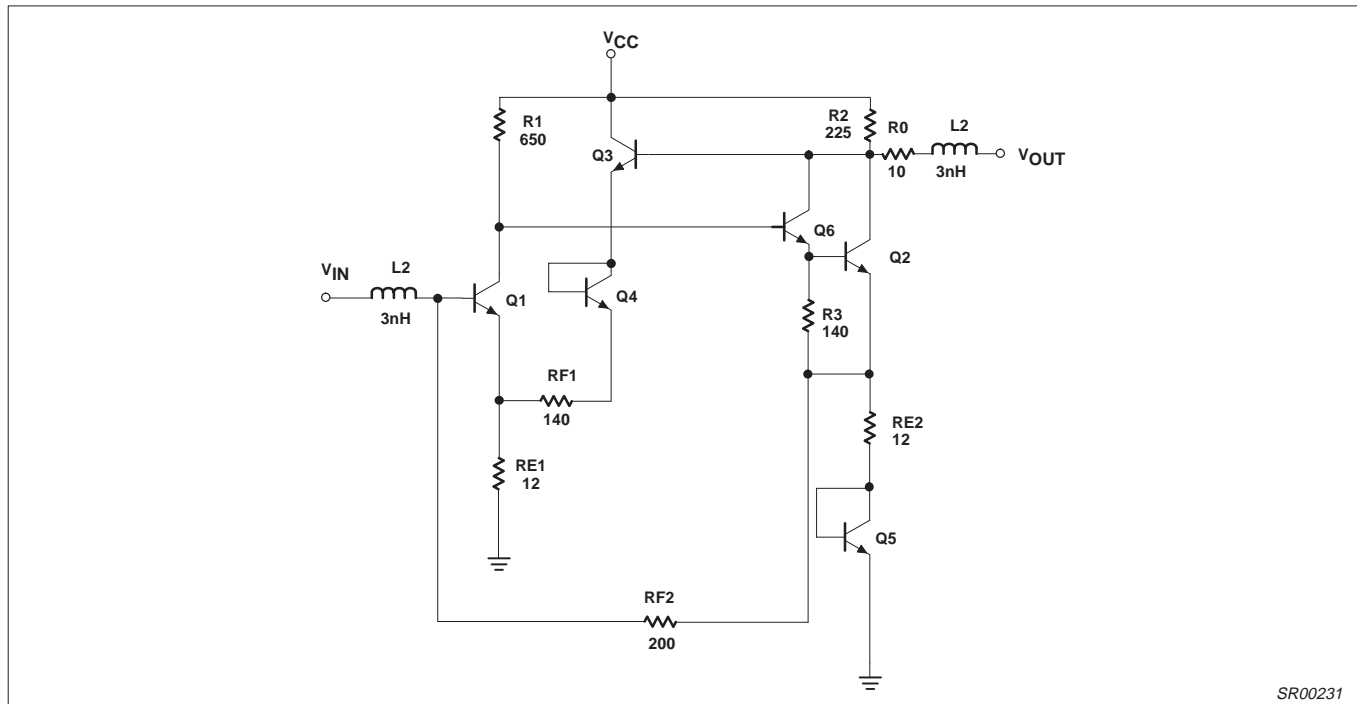 VCC
R1
650
R2
225
R0
10
L2
3nH
VOUT
Q3
Q6
Q2
VIN
L2
3nH
Q1
Q4
R3
140
RF1
140
RE2
12
RE1
12
Q5
RF2
200
SR00231